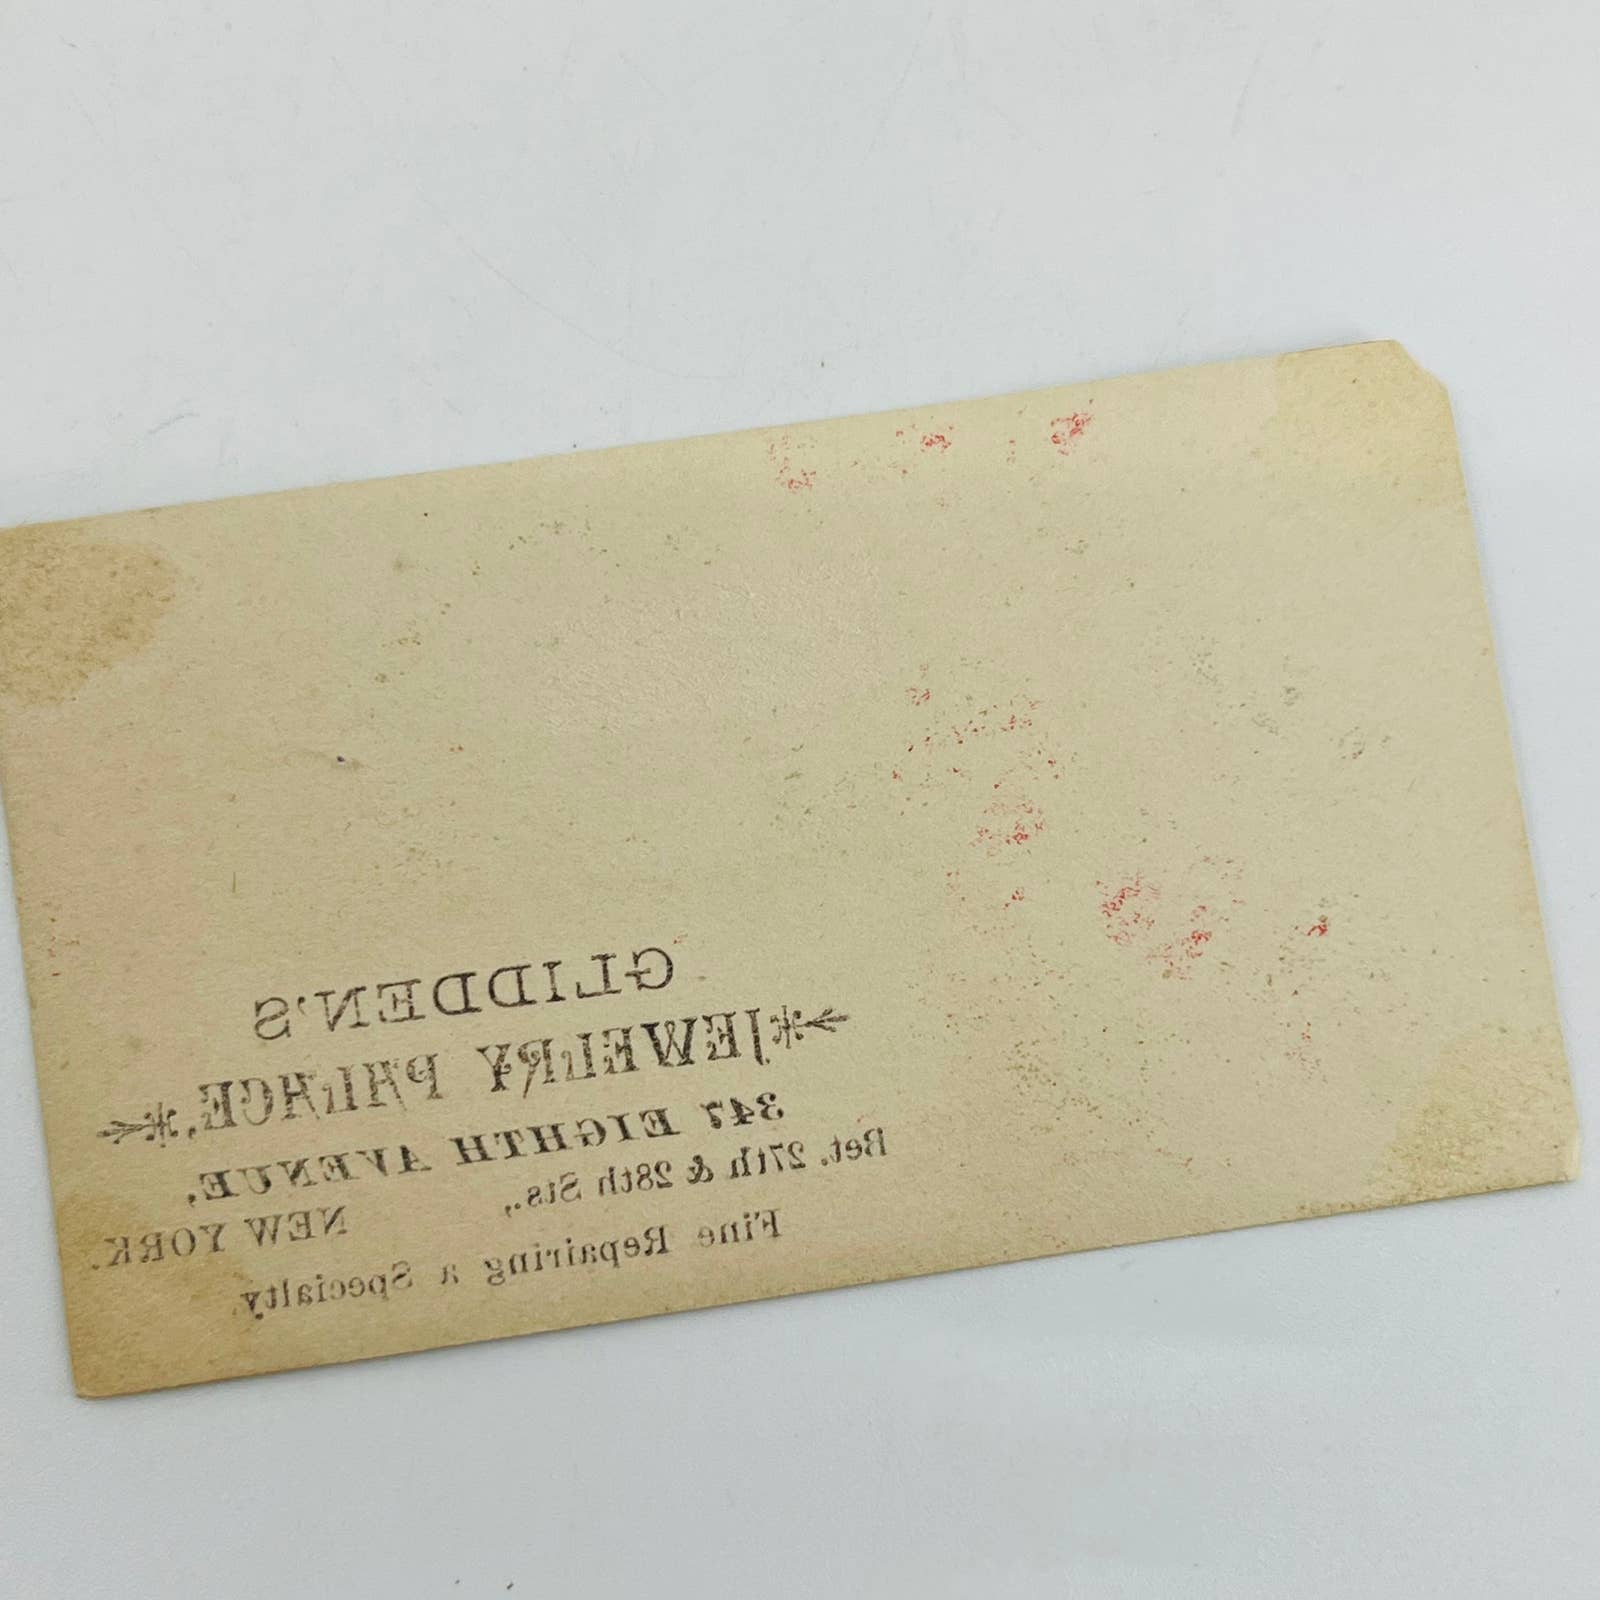 GLIDDEN'S
JEWELRY PALACE,
347 EIGHTH AVENUE,
Bet. 27th & 28th Sts., NEW YORK.
Fine Repairing a Specialty.